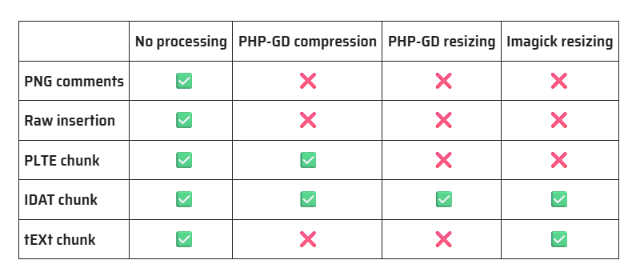 No processing PHP-GD compression PHP-GD resizing Imagick resizing
PNG comments ✅ ❌ ❌ ❌
Raw insertion ✅ ❌ ❌ ❌
PLTE chunk ✅ ✅ ❌ ❌
IDAT chunk ✅ ✅ ✅ ✅
tEXt chunk ✅ ❌ ❌ ✅